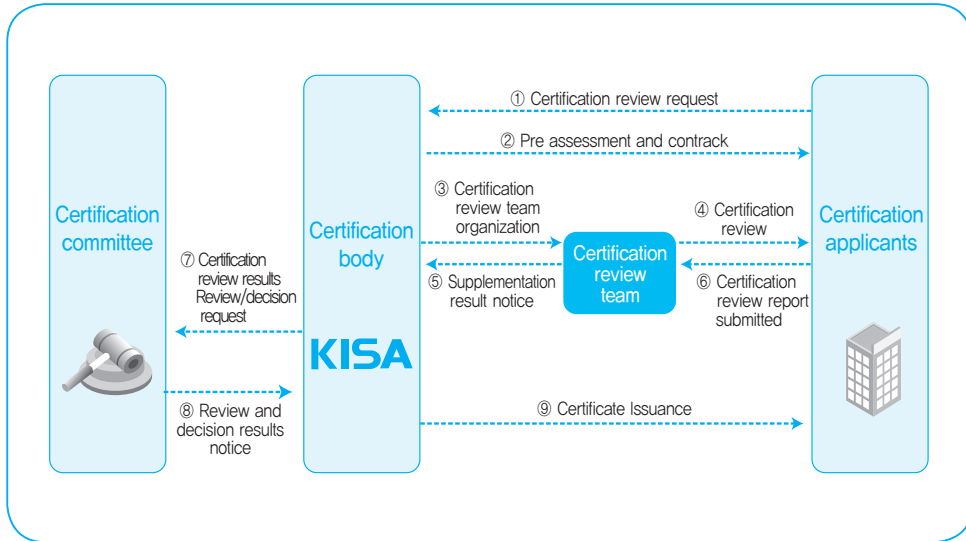 ① Certification review request
② Pre assessment and contrack
③ Certification
review team
organization
④ Certification
review
Certification
committee
Certification
body
Certification
review
team
Certification
applicants
⑤ Supplementation
result notice
⑥ Certification
review report
submitted
⑦ Certification
review results
Review/decision
request
KISA
⑧ Review and
decision results
notice
⑨ Certificate Issuance